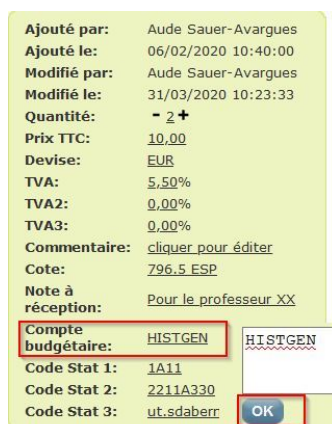 Ajouté par: Aude Sauer-Avargues
Ajouté le: 06/02/2020 10:40:00
Modifié par: Aude Sauer-Avargues
Modifié le: 31/03/2020 10:23:33
Quantité: - 2 +
Prix TTC: 10,00
Devise: EUR
TVA: 5,50%
TVA2: 0,00%
TVA3: 0,00%
Commentaire: cliquer pour éditer
Cote: 796.5 ESP
Note à
réception: Pour le professeur XX
Compte
budgétaire: HISTGEN HISTGEN
Code Stat 1: 1A11
Code Stat 2: 2211A330
Code Stat 3: ut.sdaberr OK